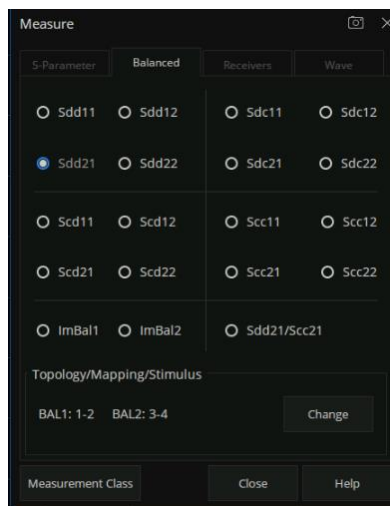 Measure
S-Parameter Balanced Receivers Wave
Sdd11 Sdd12 Sdc11 Sdc12
Sdd21 Sdd22 Sdc21 Sdc22
Scd11 Scd12 Scc11 Scc12
Scd21 Scd22 Scc21 Scc22
ImBal1 ImBal2 Sdd21/Scc21
Topology/Mapping/Stimulus
BAL1: 1-2 BAL2: 3-4 Change
Measurement Class Close Help